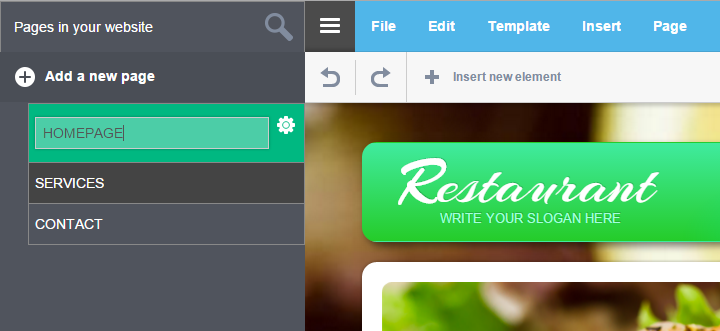 Pages in your website
File Edit Template Insert Page
Add a new page
Insert new element
HOMEPAGE
SERVICES
CONTACT
Restaurant
WRITE YOUR SLOGAN HERE